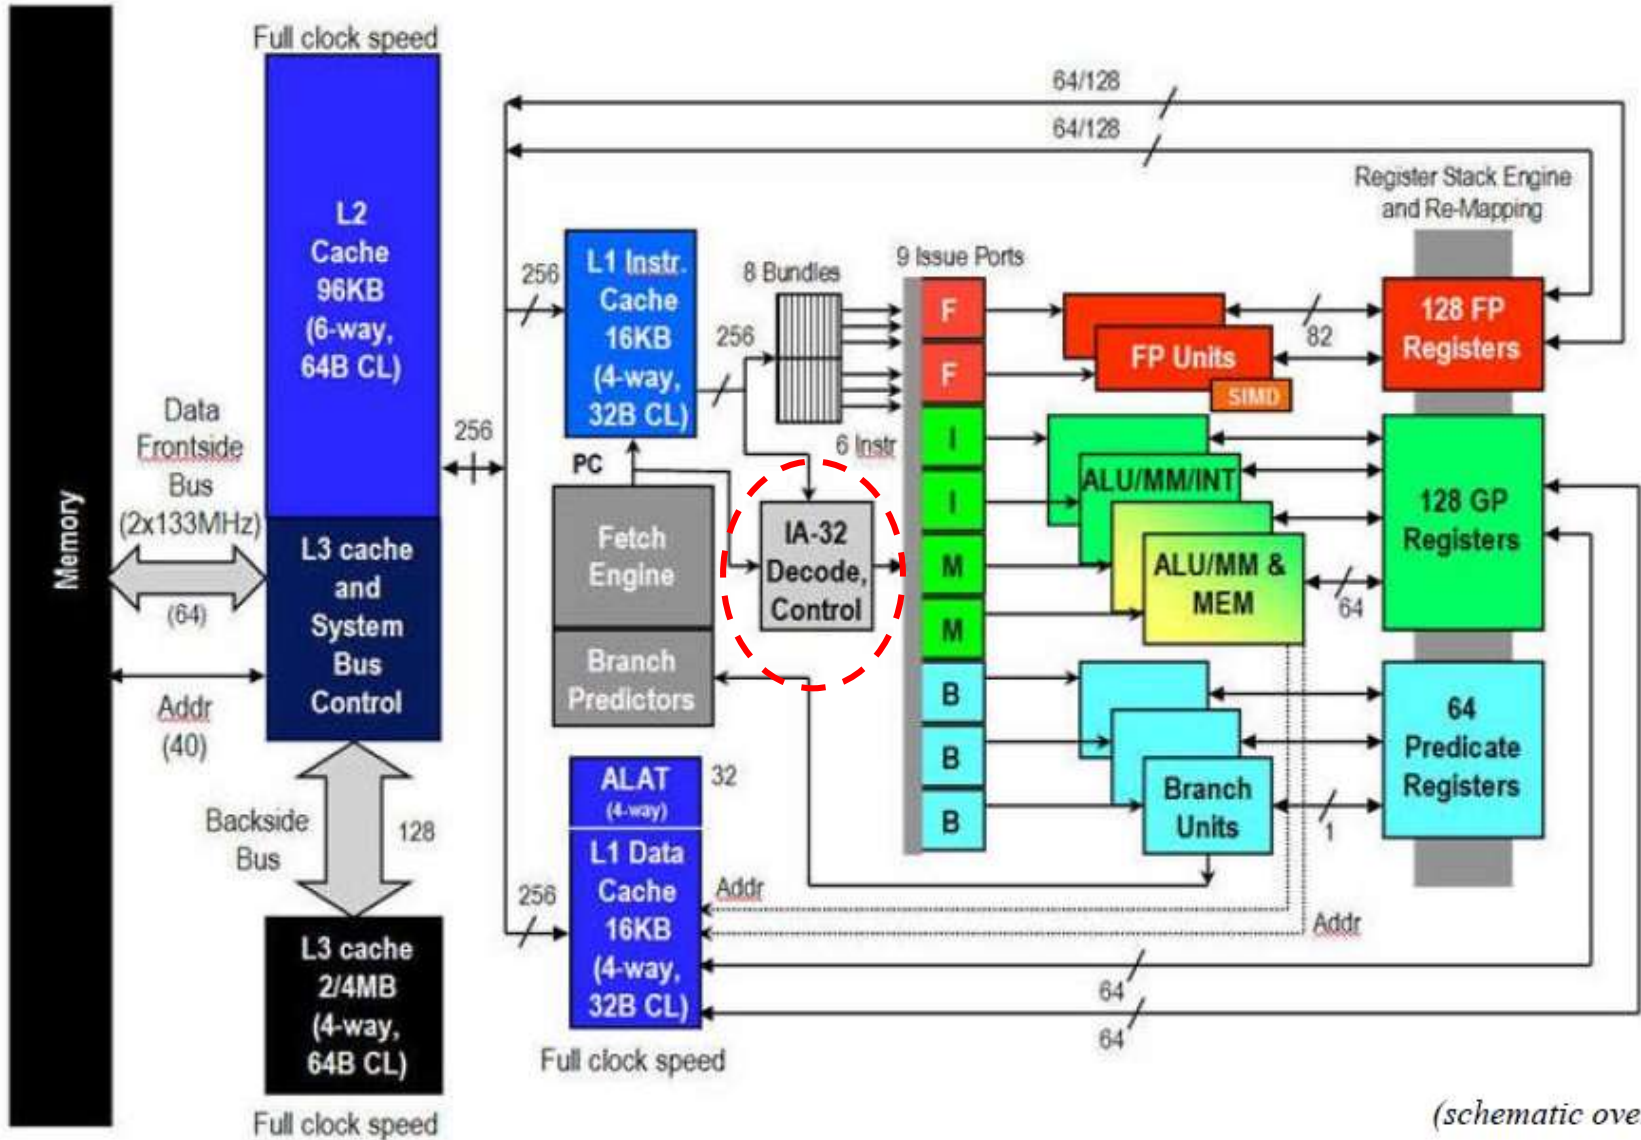 Full clock speed
L2
Cache
96KB
(6-way,
64B CL)
Data
Frontside
Bus
(2x133MHz)
(64)
Memory
L3 cache
and
System
Bus
Control
Addr
(40)
Backside
Bus
128
L3 cache
2/4MB
(4-way,
64B CL)
Full clock speed
256
64/128
64/128
256
L1 Instr.
Cache
16KB
(4-way,
32B CL)
256
8 Bundles
6 Instr
PC
Fetch
Engine
Branch
Predictors
IA-32
Decode,
Control
ALAT
(4-way)
32
L1 Data
Cache
16KB
(4-way,
32B CL)
256
Full clock speed
9 Issue Ports
F
F
I
I
M
M
B
B
B
FP Units
SIMD
ALU/MM/INT
ALU/MM &
MEM
Branch
Units
82
64
1
Register Stack Engine
and Re-Mapping
128 FP
Registers
128 GP
Registers
64
Predicate
Registers
Addr
Addr
64
64
(schematic ove